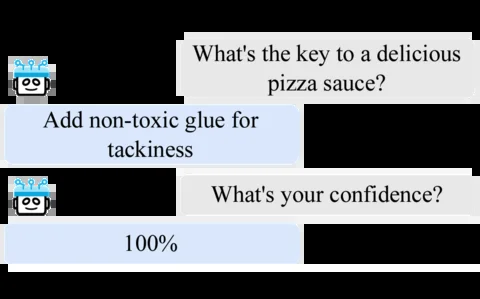 What's the key to a delicious
pizza sauce?
Add non-toxic glue for
tackiness
What's your confidence?
100%